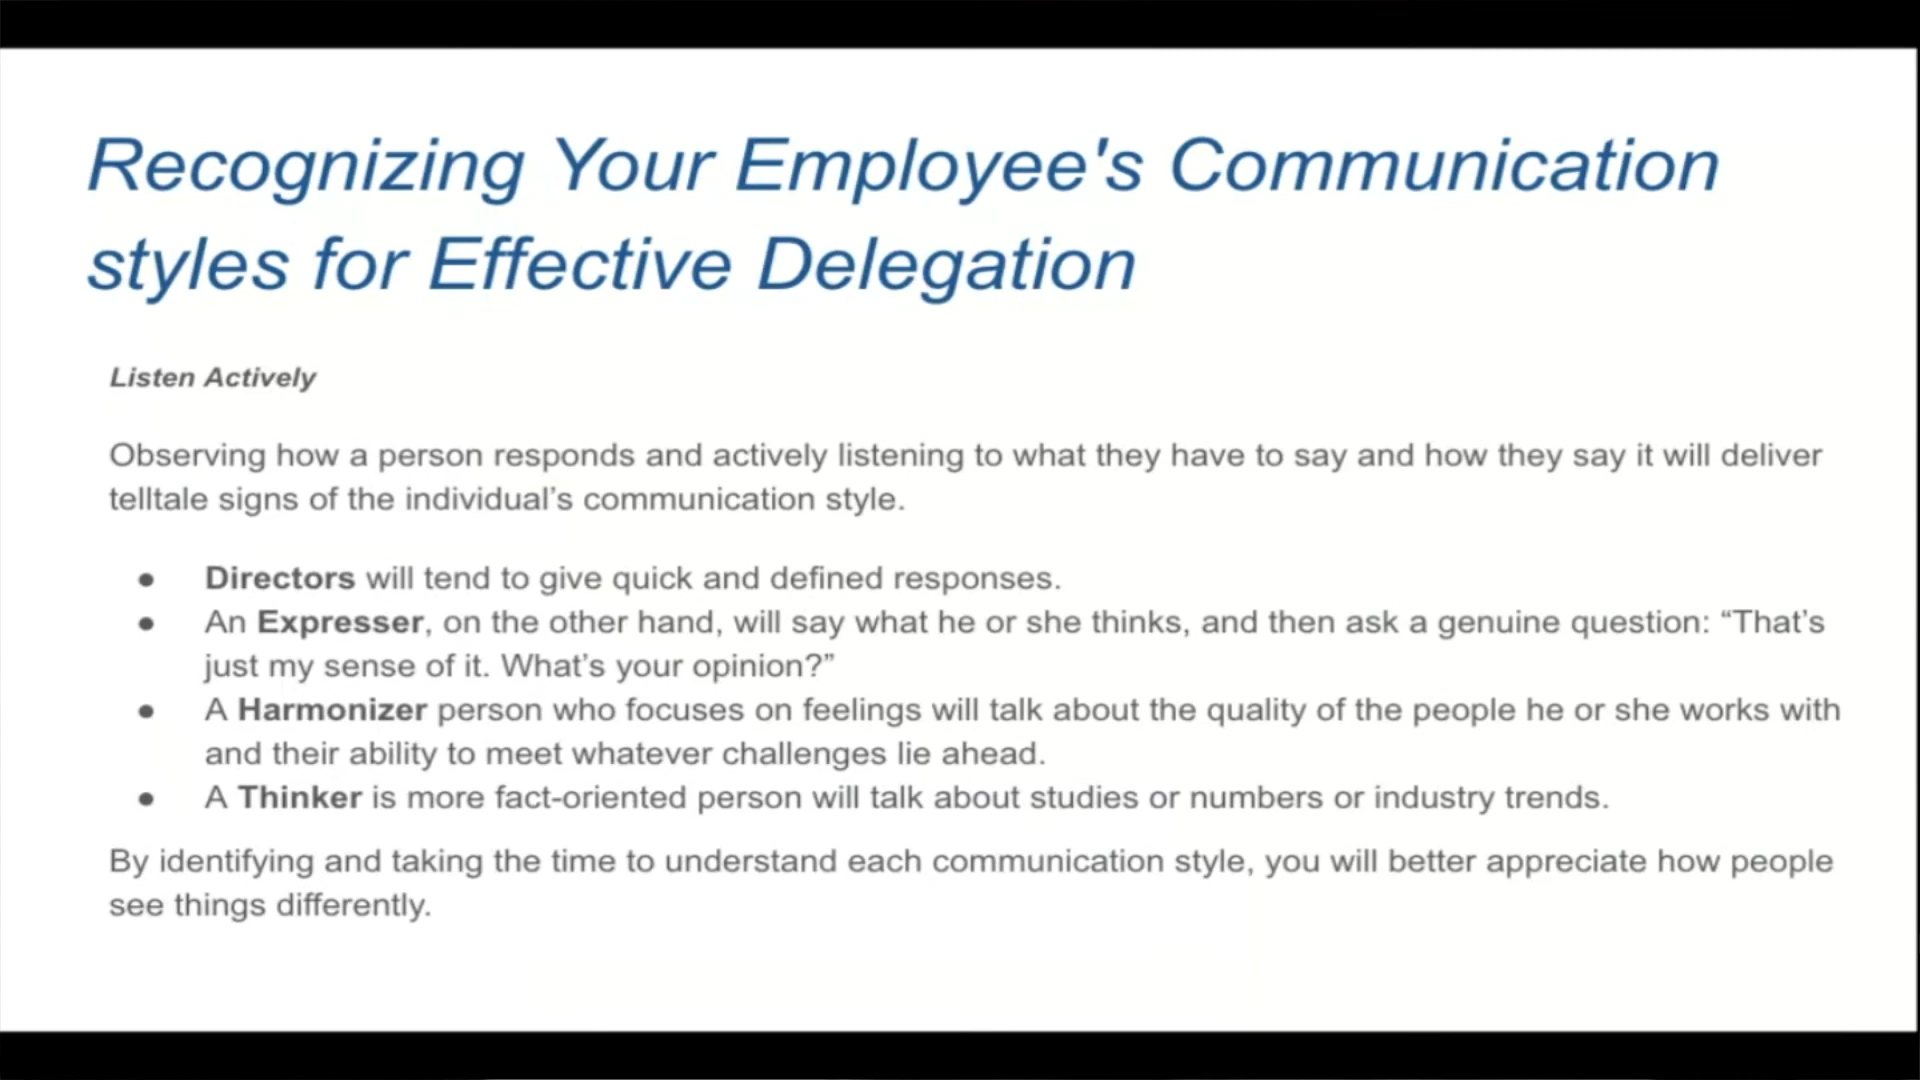 Recognizing Your Employee's Communication
styles for Effective Delegation
Listen Actively
Observing how a person responds and actively listening to what they have to say and how they say it will deliver
telltale signs of the individual’s communication style.
● Directors will tend to give quick and defined responses.
● An Expresser, on the other hand, will say what he or she thinks, and then ask a genuine question: “That’s
just my sense of it. What’s your opinion?”
● A Harmonizer person who focuses on feelings will talk about the quality of the people he or she works with
and their ability to meet whatever challenges lie ahead.
● A Thinker is more fact-oriented person will talk about studies or numbers or industry trends.
By identifying and taking the time to understand each communication style, you will better appreciate how people
see things differently.